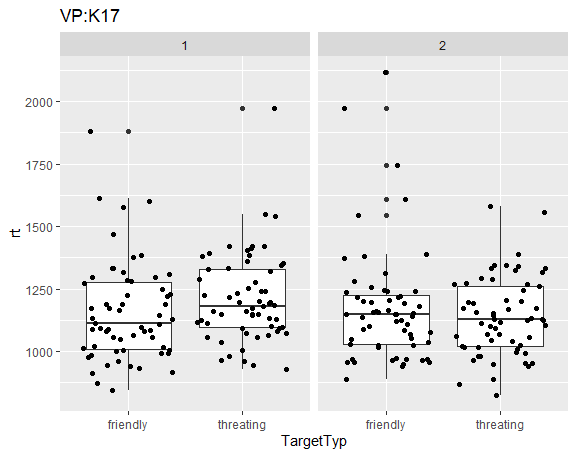 VP:K17
1
2
rt
2000
1750
1500
1250
1000
friendly
threating
friendly
threating
TargetTyp